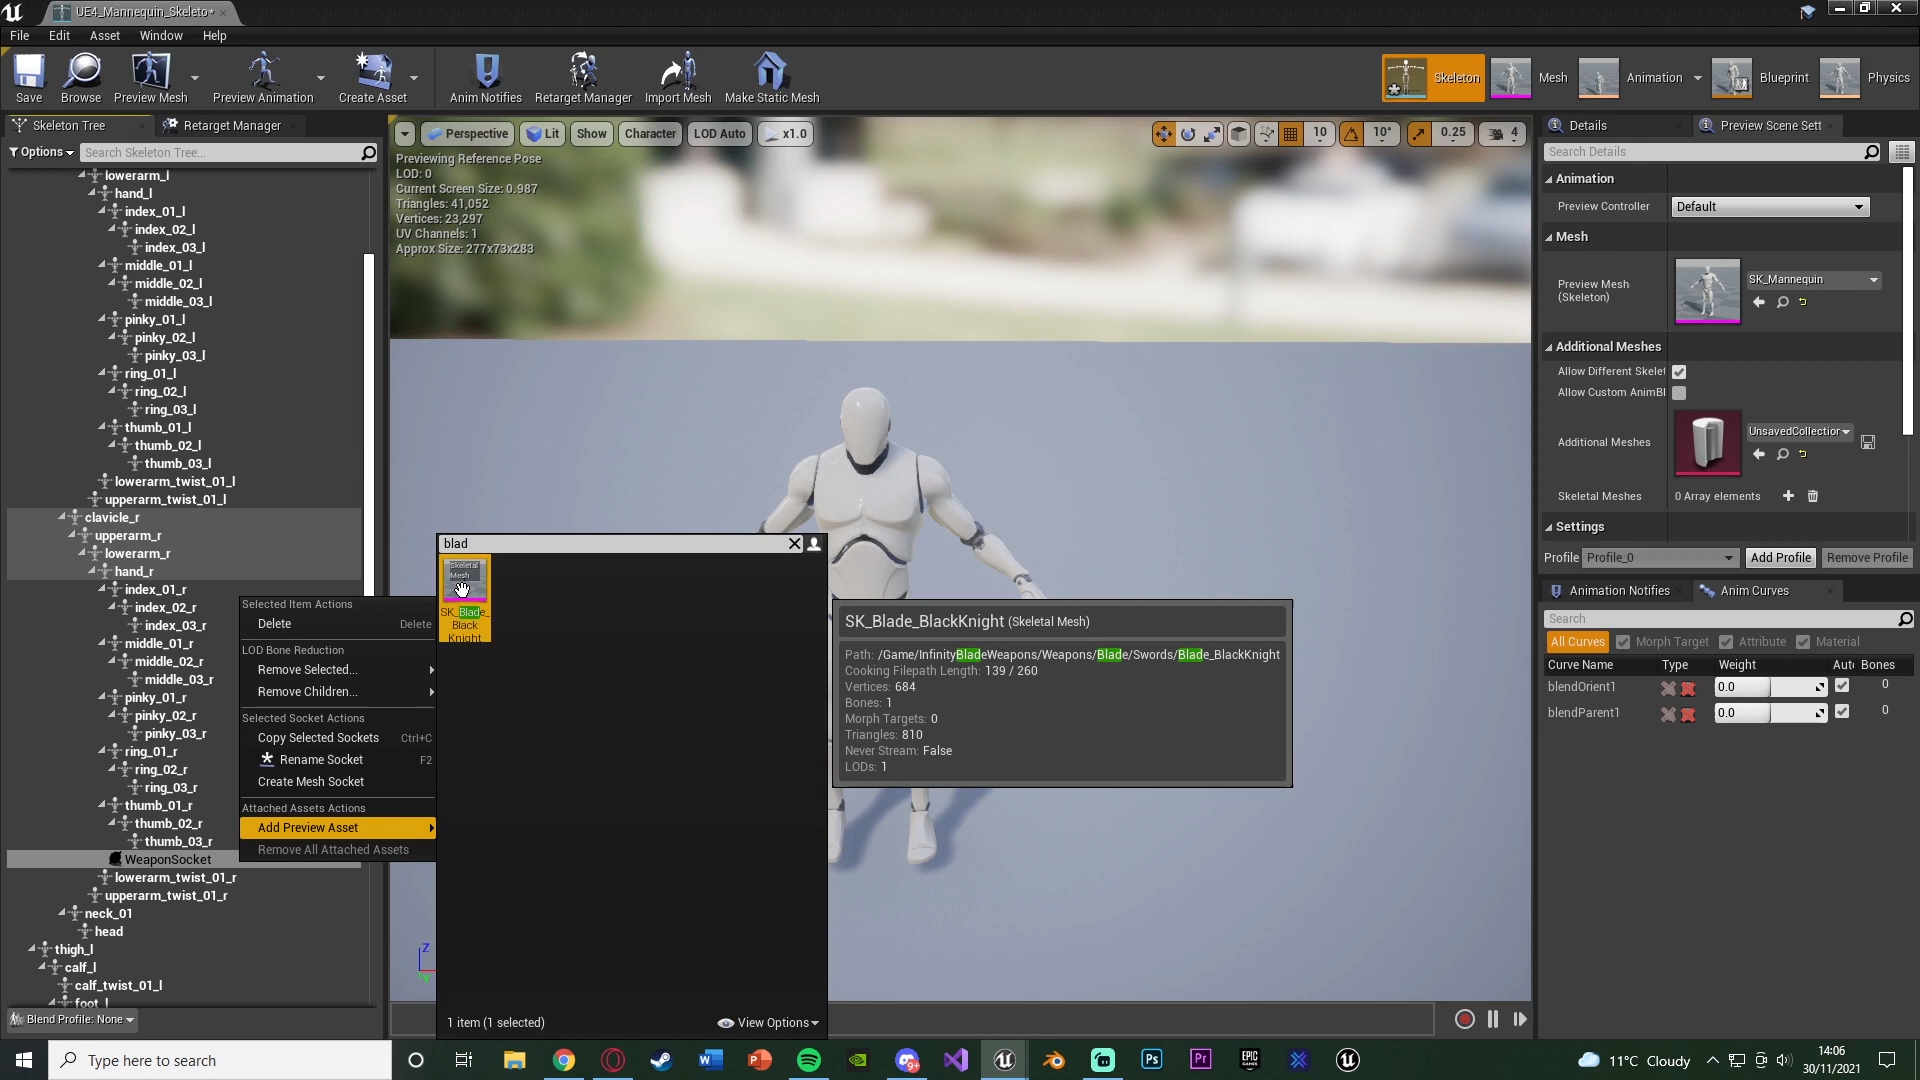 UE4_Mannequin_Skeleto*
File Edit Asset Window Help
Save Browse Preview Mesh Preview Animation Create Asset Anim Notifies Retarget Manager Import Mesh Make Static Mesh
Skeleton Mesh Animation Blueprint Physics
Skeleton Tree Retarget Manager
Options Search Skeleton Tree...
lowerarm_l
hand_l
index_01_l
index_02_l
index_03_l
middle_01_l
middle_02_l
middle_03_l
pinky_01_l
pinky_02_l
pinky_03_l
ring_01_l
ring_02_l
ring_03_l
thumb_01_l
thumb_02_l
thumb_03_l
lowerarm_twist_01_l
upperarm_twist_01_l
clavicle_r
upperarm_r
lowerarm_r
hand_r
index_01_r
index_02_r
index_03_r
middle_01_r
middle_02_r
middle_03_r
pinky_01_r
pinky_02_r
pinky_03_r
ring_01_r
ring_02_r
ring_03_r
thumb_01_r
thumb_02_r
thumb_03_r
WeaponSocket
lowerarm_twist_01_r
upperarm_twist_01_r
neck_01
head
thigh_l
calf_l
calf_twist_01_l
foot_l
Blend Profile: None
Selected Item Actions
Delete Delete
LOD Bone Reduction
Remove Selected...
Remove Children...
Selected Socket Actions
Copy Selected Sockets Ctrl+C
Rename Socket F2
Create Mesh Socket
Attached Assets Actions
Add Preview Asset
Remove All Attached Assets
Perspective Lit Show Character LOD Auto x1.0
10 10° 0.25 4
Previewing Reference Pose
LOD: 0
Current Screen Size: 0.987
Triangles: 41,052
Vertices: 23,297
UV Channels: 1
Approx Size: 277x73x283
blad
Skeletal
Mesh
SK_Blade_
Black
Knight
1 item (1 selected) View Options
SK_Blade_BlackKnight (Skeletal Mesh)
Path: /Game/InfinityBladeWeapons/Weapons/Blade/Swords/Blade_BlackKnight
Cooking Filepath Length: 139 / 260
Vertices: 684
Bones: 1
Morph Targets: 0
Triangles: 810
Never Stream: False
LODs: 1
Z
Details Preview Scene Sett
Search Details
Animation
Preview Controller Default
Mesh
Preview Mesh
(Skeleton)
SK_Mannequin
Additional Meshes
Allow Different Skelet
Allow Custom AnimBl
Additional Meshes UnsavedCollection
Skeletal Meshes 0 Array elements
Settings
Profile Profile_0 Add Profile Remove Profile
Animation Notifies Anim Curves
Search
All Curves Morph Target Attribute Material
Curve Name Type Weight Auto Bones
blendOrient1 0.0 0
blendParent1 0.0 0
Type here to search
9+
Ps
Pr
EPIC
GAMES
11°C Cloudy
14:06
30/11/2021